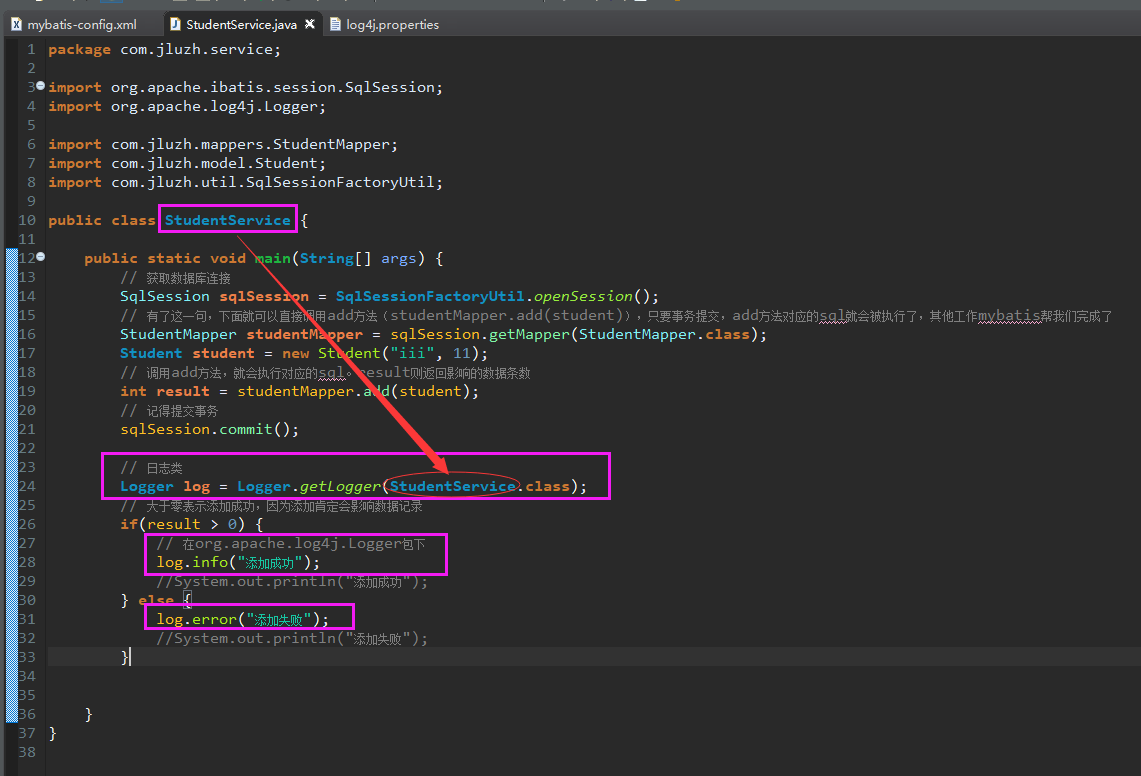 mybatis-config.xml StudentService.java log4j.properties
1 package com.jluzh.service;
2
3 import org.apache.ibatis.session.SqlSession;
4 import org.apache.log4j.Logger;
5
6 import com.jluzh.mappers.StudentMapper;
7 import com.jluzh.model.Student;
8 import com.jluzh.util.SqlSessionFactoryUtil;
9
10 public class StudentService {
11
12 public static void main(String[] args) {
13 // 获取数据库连接
14 SqlSession sqlSession = SqlSessionFactoryUtil.openSession();
15 // 有了这一句，下面就可以直接调用add方法（studentMapper.add(student)），只要事务提交，add方法对应的sql就会被执行了，其他工作mybatis帮我们完成了
16 StudentMapper studentMapper = sqlSession.getMapper(StudentMapper.class);
17 Student student = new Student("iii", 11);
18 // 调用add方法，就会执行对应的sql。result则返回影响的数据条数
19 int result = studentMapper.add(student);
20 // 记得提交事务
21 sqlSession.commit();
22
23 // 日志类
24 Logger log = Logger.getLogger(StudentService.class);
25 // 大于零表示添加成功，因为添加肯定会影响数据记录
26 if(result > 0) {
27 // 在org.apache.log4j.Logger包下
28 log.info("添加成功");
29 //System.out.println("添加成功");
30 } else {
31 log.error("添加失败");
32 //System.out.println("添加失败");
33 }
34
35
36 }
37 }
38